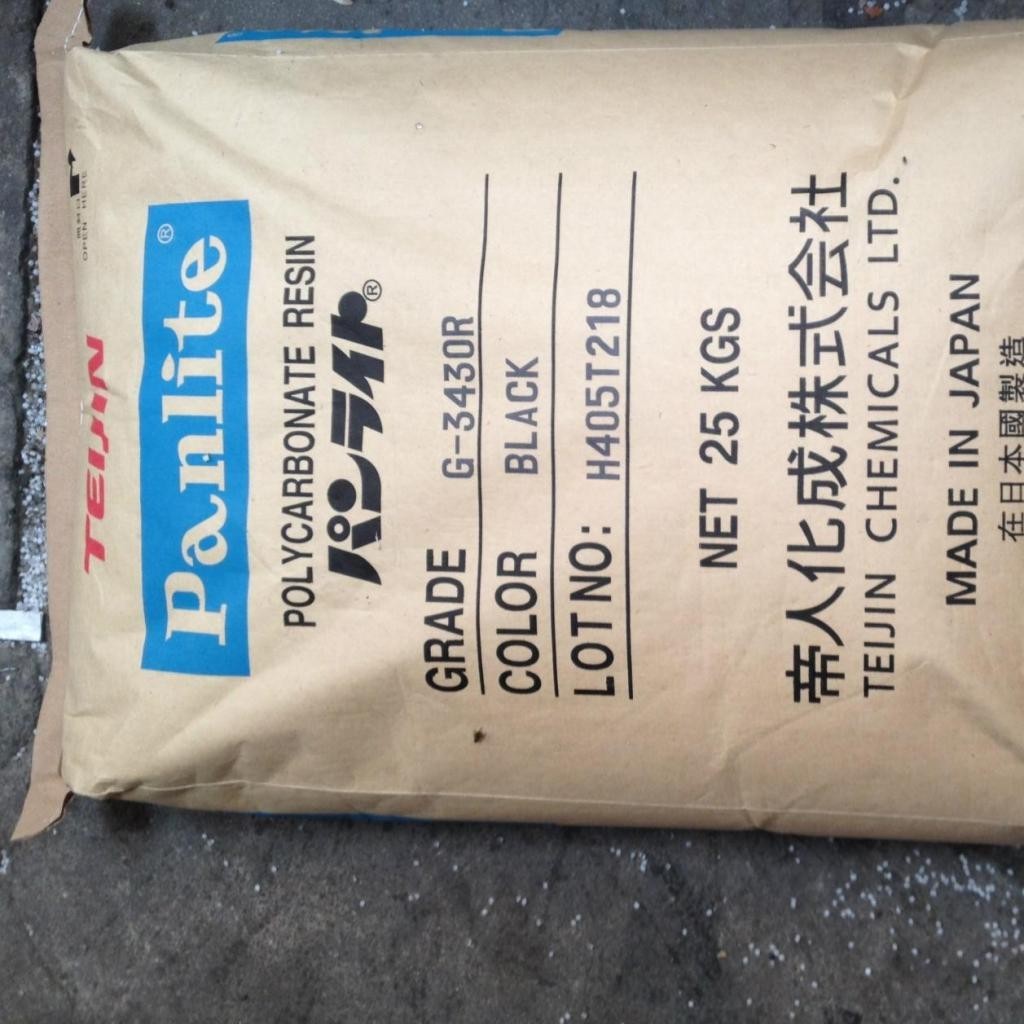 OPEN HERE
TEIJIN
Panlite®
POLYCARBONATE RESIN
パンライト®
GRADE G-3430R
COLOR BLACK
LOT NO: H405T218
NET 25 KGS
帝人化成株式会社
TEIJIN CHEMICALS LTD.
MADE IN JAPAN
在日本國製造